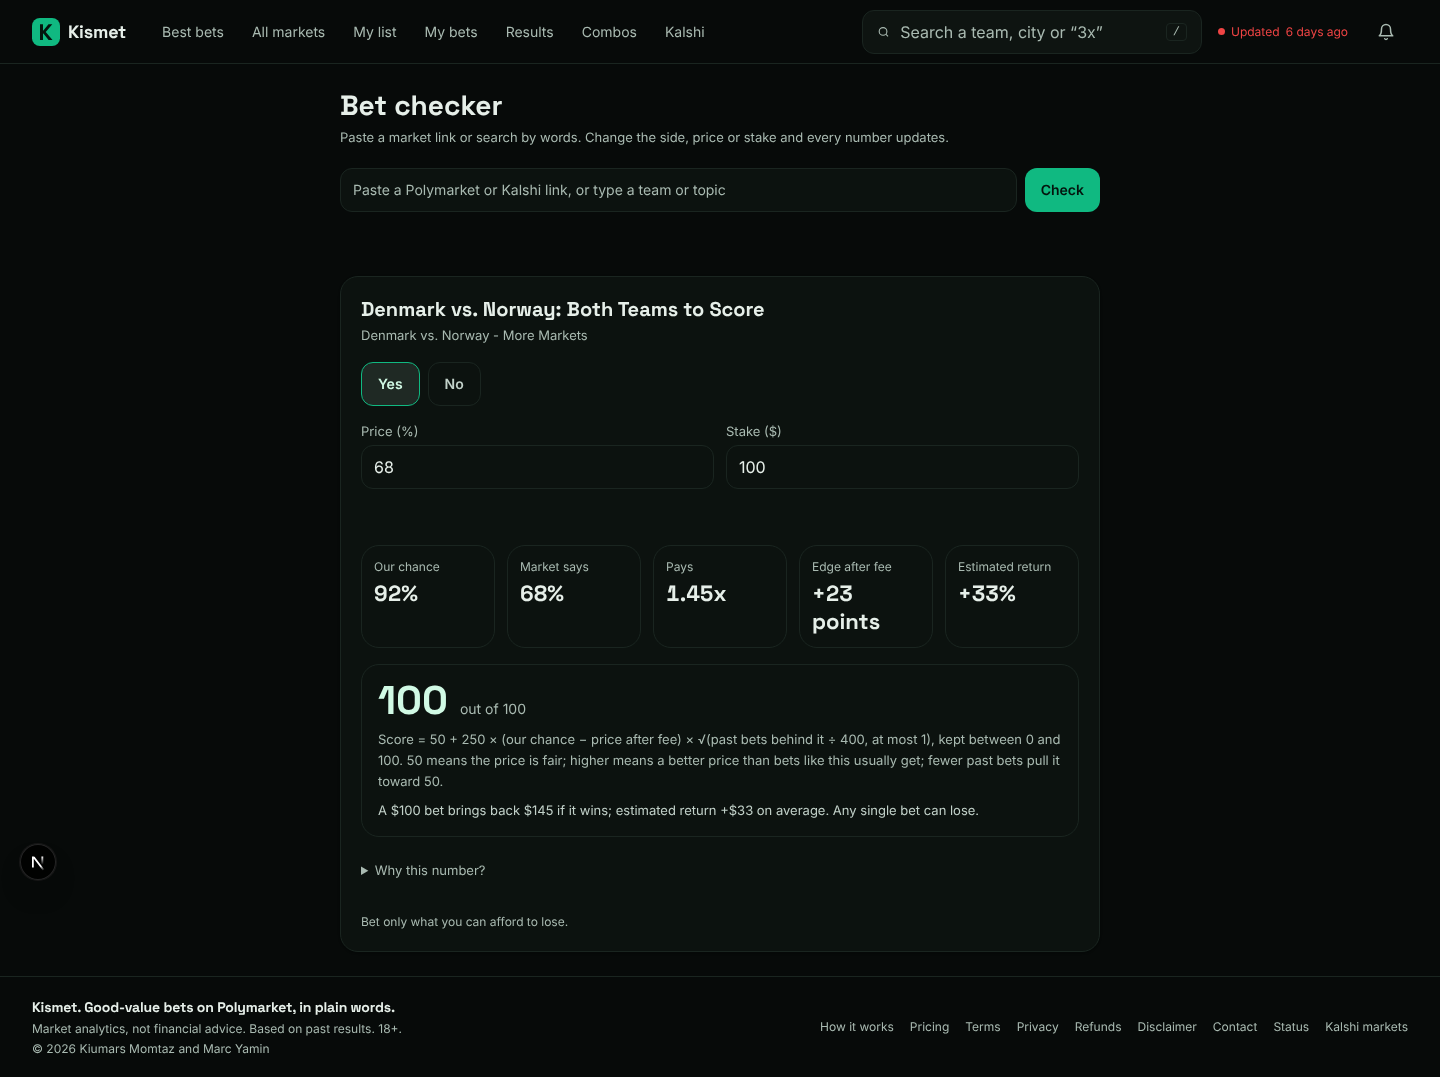 K Kismet
Best bets
All markets
My list
My bets
Results
Combos
Kalshi
Search a team, city or “3x”
/
Updated 6 days ago
Bet checker
Paste a market link or search by words. Change the side, price or stake and every number updates.
Paste a Polymarket or Kalshi link, or type a team or topic
Check
Denmark vs. Norway: Both Teams to Score
Denmark vs. Norway - More Markets
Yes
No
Price (%)
Stake ($)
68
100
Our chance
92%
Market says
68%
Pays
1.45x
Edge after fee
+23
points
Estimated return
+33%
100 out of 100
Score = 50 + 250 × (our chance − price after fee) × √(past bets behind it ÷ 400, at most 1), kept between 0 and
100. 50 means the price is fair; higher means a better price than bets like this usually get; fewer past bets pull it
toward 50.
A $100 bet brings back $145 if it wins; estimated return +$33 on average. Any single bet can lose.
N
Why this number?
Bet only what you can afford to lose.
Kismet. Good-value bets on Polymarket, in plain words.
Market analytics, not financial advice. Based on past results. 18+.
© 2026 Kiumars Momtaz and Marc Yamin
How it works
Pricing
Terms
Privacy
Refunds
Disclaimer
Contact
Status
Kalshi markets